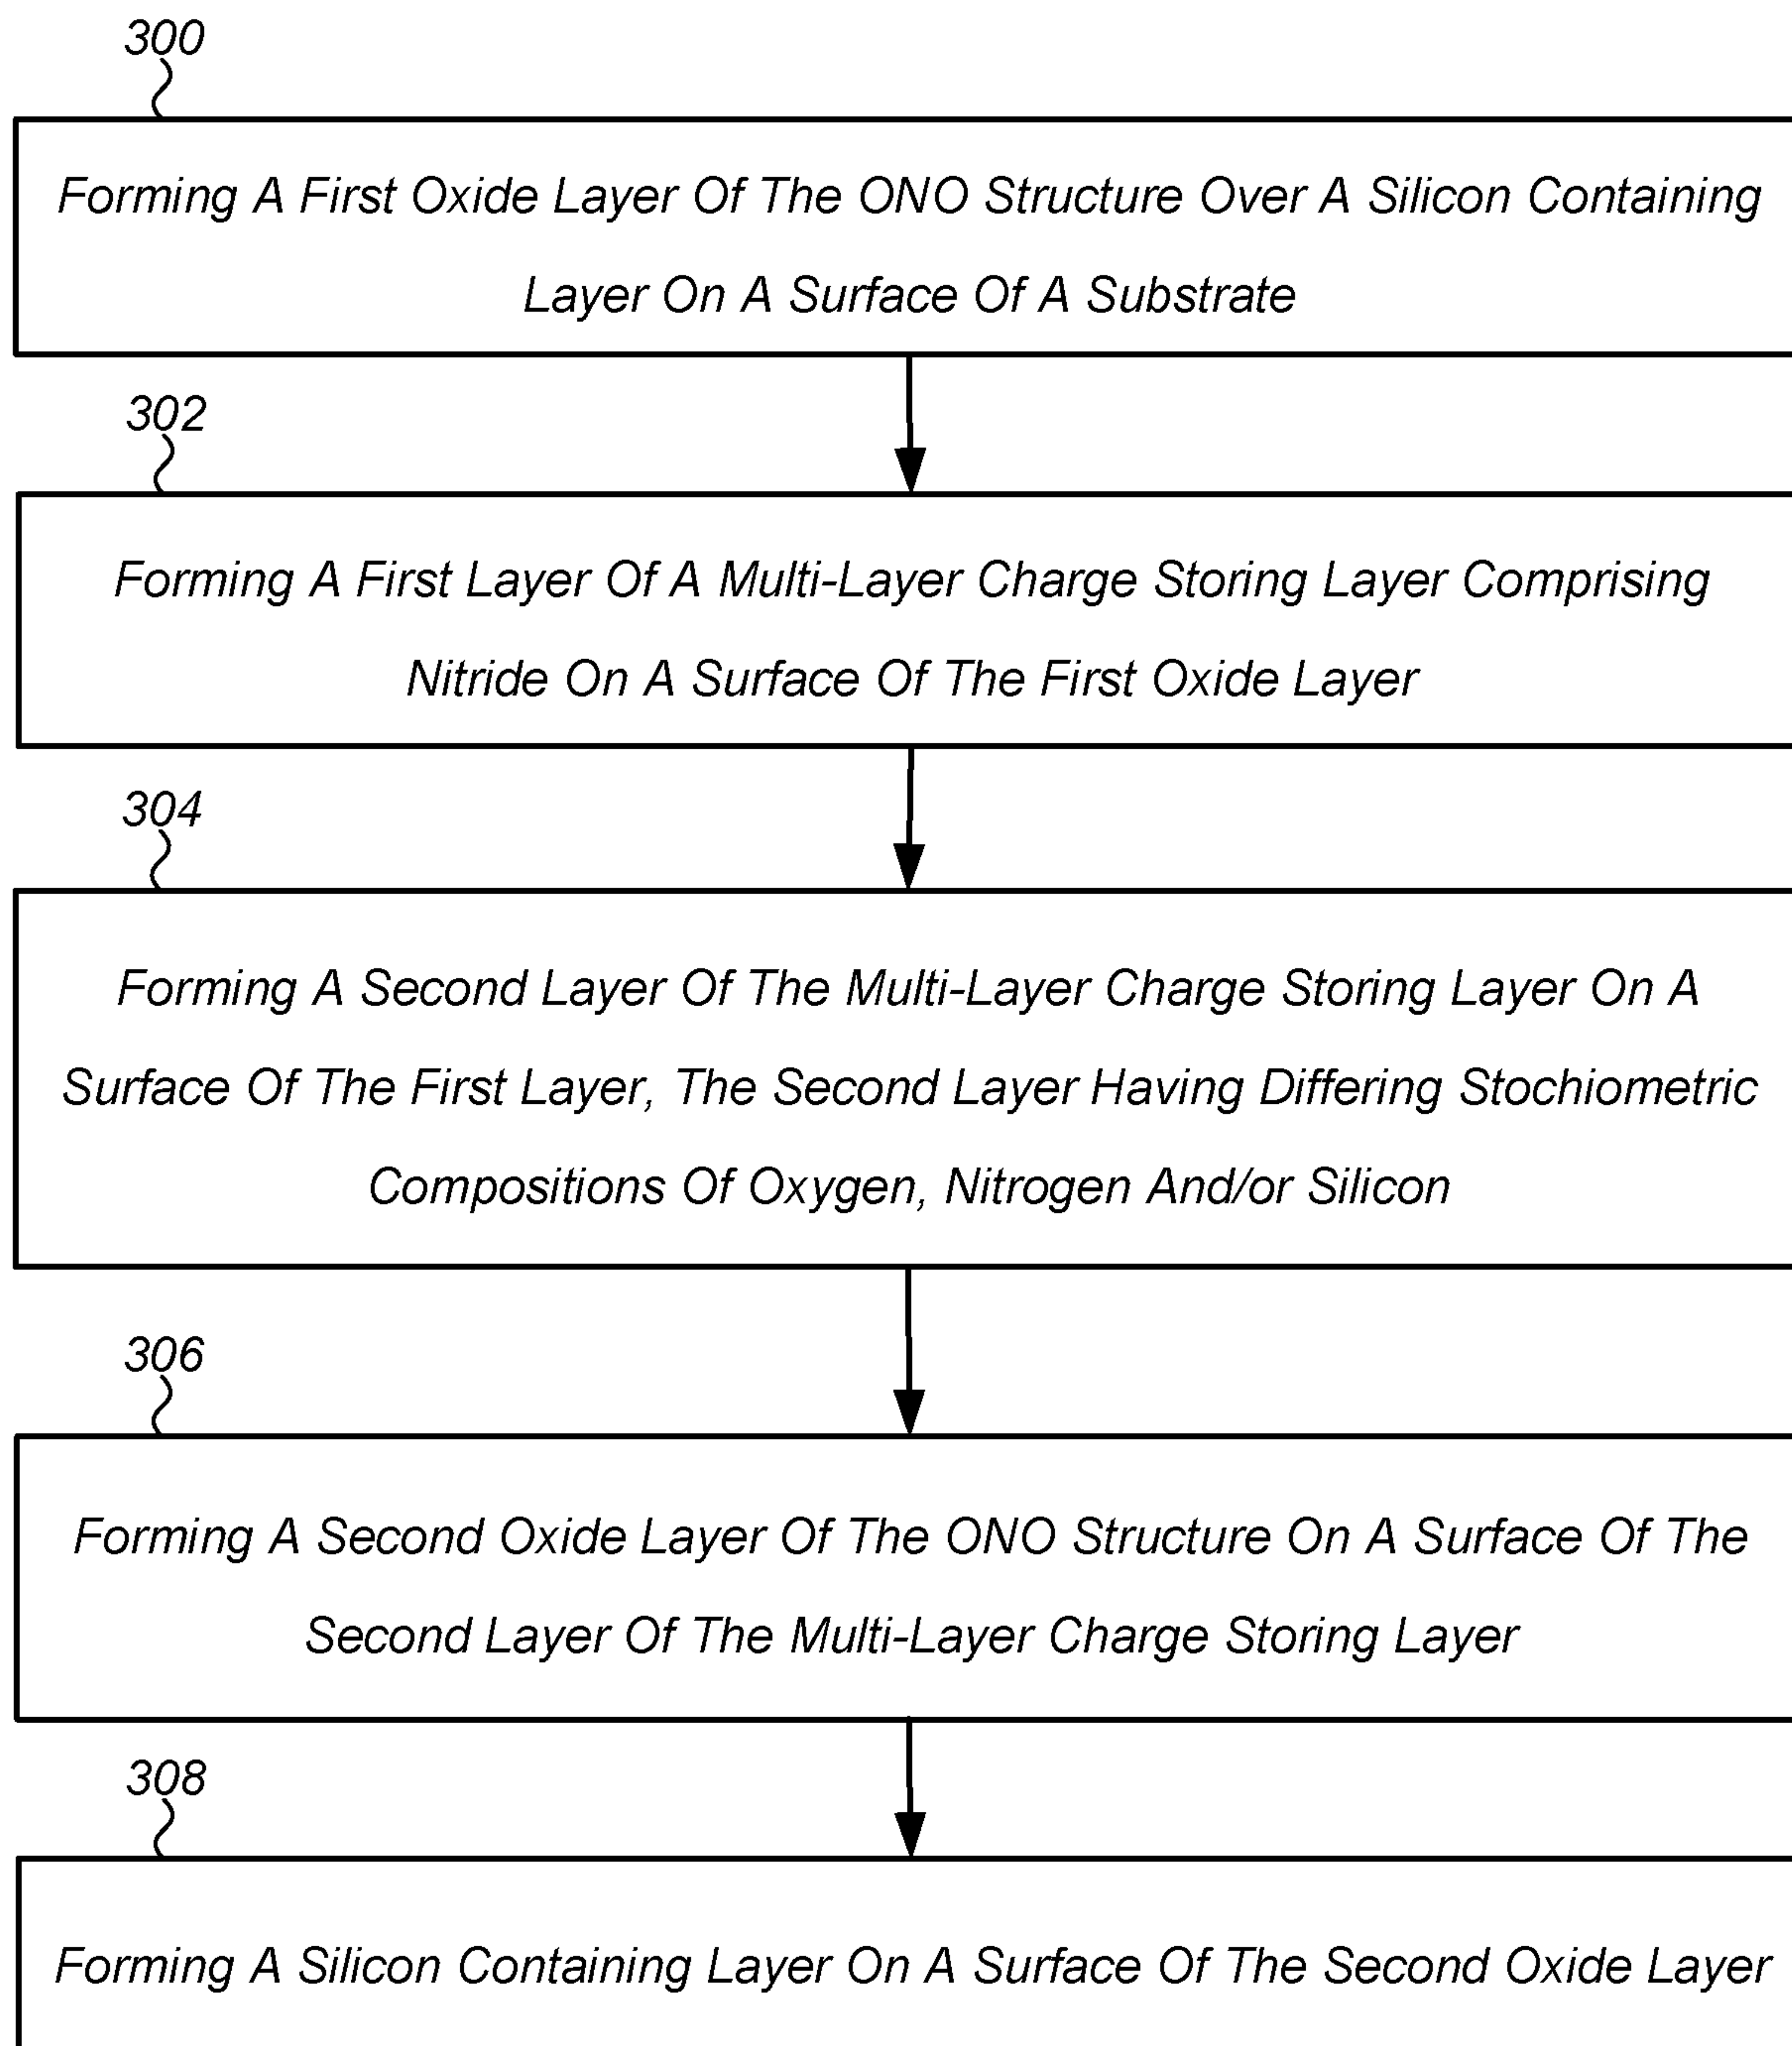 300
Forming A First Oxide Layer Of The ONO Structure Over A Silicon Containing
Layer On A Surface Of A Substrate
302
Forming A First Layer Of A Multi-Layer Charge Storing Layer Comprising
Nitride On A Surface Of The First Oxide Layer
304
Forming A Second Layer Of The Multi-Layer Charge Storing Layer On A
Surface Of The First Layer, The Second Layer Having Differing Stochiometric
Compositions Of Oxygen, Nitrogen And/or Silicon
306
Forming A Second Oxide Layer Of The ONO Structure On A Surface Of The
Second Layer Of The Multi-Layer Charge Storing Layer
308
Forming A Silicon Containing Layer On A Surface Of The Second Oxide Layer